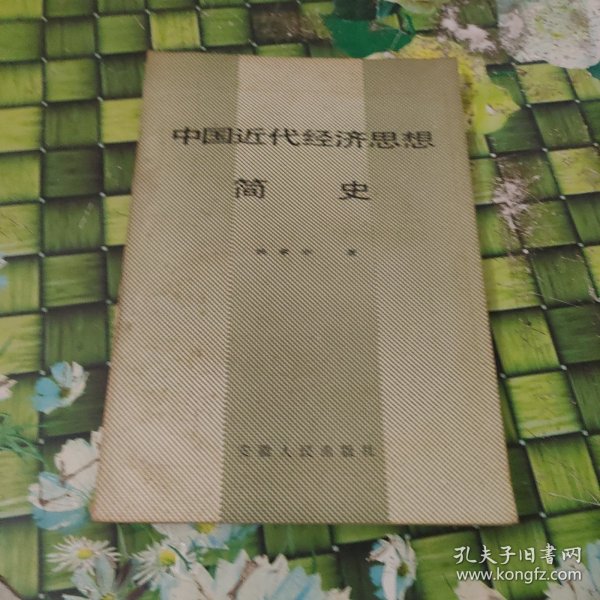 中国近代经济思想
简 史
著
安徽人民出版社
孔夫子旧书网
www.kongfz.com